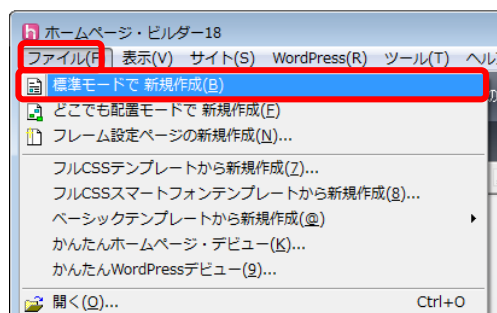 ホームページ・ビルダー18
ファイル(F) 表示(V) サイト(S) WordPress(R) ツール(T)
標準モードで 新規作成(B)
どこでも配置モードで 新規作成(F)
フレーム設定ページの新規作成(N)...
フルCSSテンプレートから新規作成(7)...
フルCSSスマートフォンテンプレートから新規作成(8)...
ベーシックテンプレートから新規作成(@)
かんたんホームページ・デビュー(K)...
かんたんWordPressデビュー(9)...
開く(O)... Ctrl+O